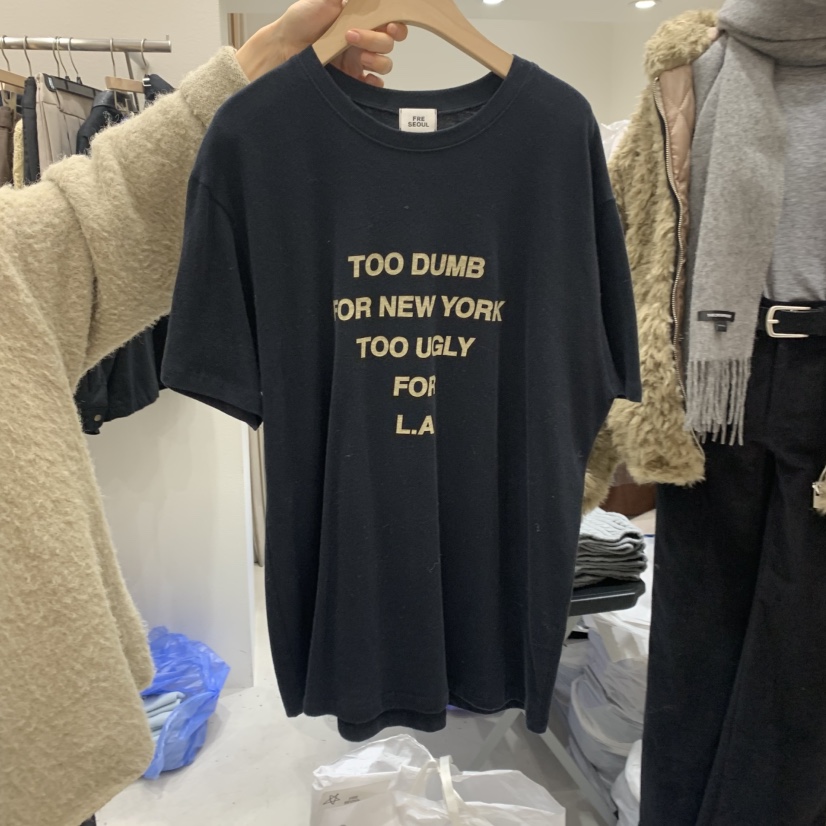 FRE
SEOUL
TOO DUMB
FOR NEW YORK
TOO UGLY
FOR
L.A